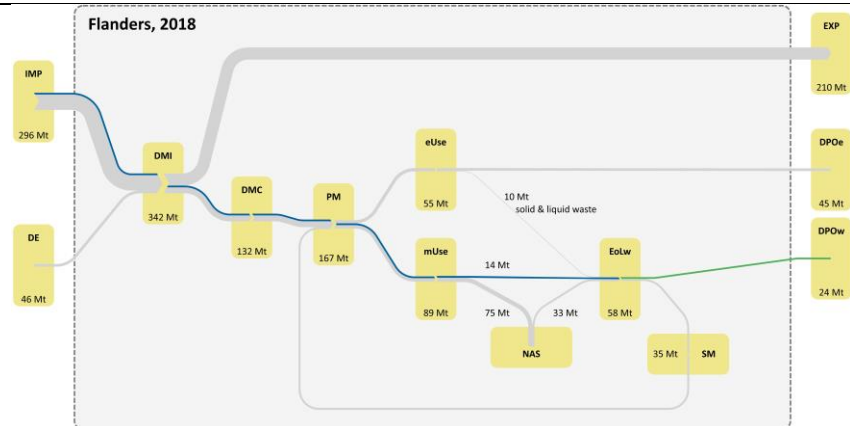 Flanders, 2018
EXP
210 Mt
IMP
296 Mt
DMI
342 Mt
eUse
55 Mt
DPOe
45 Mt
10 Mt
solid & liquid waste
DMC
132 Mt
PM
167 Mt
DE
46 Mt
mUse
89 Mt
14 Mt
EoLw
58 Mt
DPOw
24 Mt
75 Mt
33 Mt
NAS
35 Mt
SM